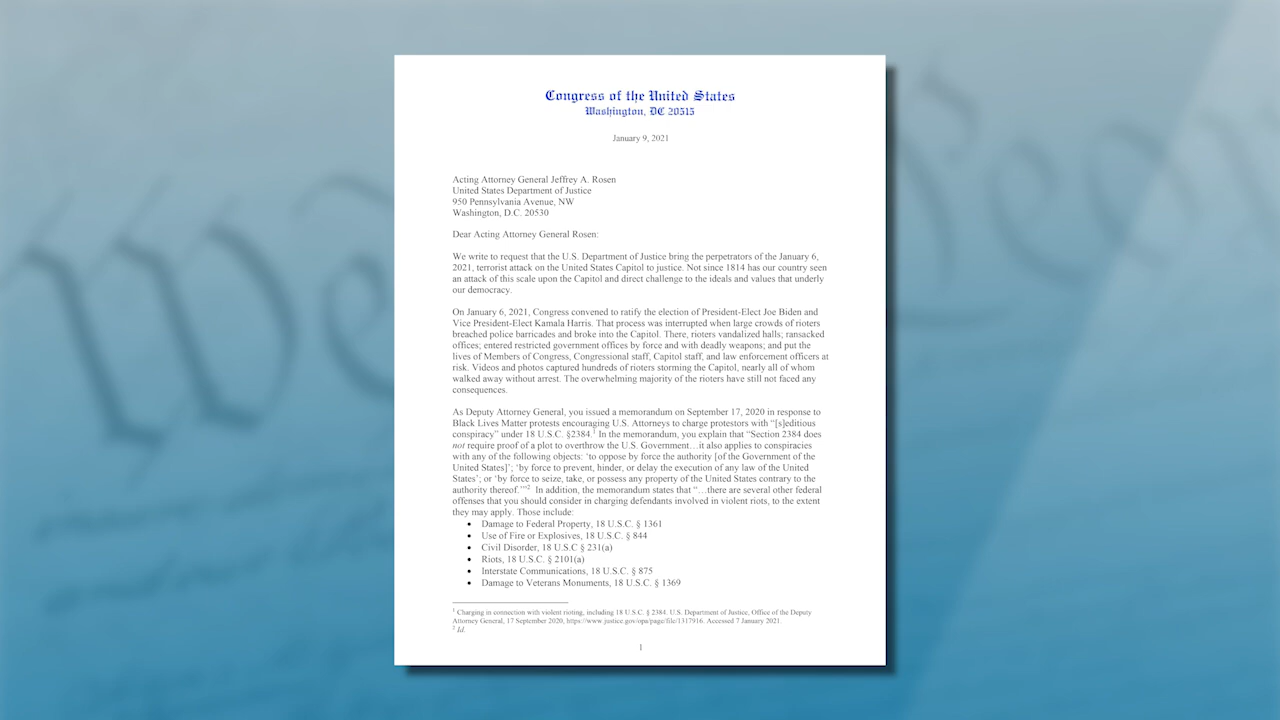 We the Peo
Congress of the United States
Washington, DC 20515
January 9, 2021
Acting Attorney General Jeffrey A. Rosen
United States Department of Justice
950 Pennsylvania Avenue, NW
Washington, D.C. 20530
Dear Acting Attorney General Rosen:
We write to request that the U.S. Department of Justice bring the perpetrators of the January 6,
2021, terrorist attack on the United States Capitol to justice. Not since 1814 has our country seen
an attack of this scale upon the Capitol and direct challenge to the ideals and values that underly
our democracy.
On January 6, 2021, Congress convened to ratify the election of President-Elect Joe Biden and
Vice President-Elect Kamala Harris. That process was interrupted when large crowds of rioters
breached police barricades and broke into the Capitol. There, rioters vandalized halls; ransacked
offices; entered restricted government offices by force and with deadly weapons; and put the
lives of Members of Congress, Congressional staff, Capitol staff, and law enforcement officers at
risk. Videos and photos captured hundreds of rioters storming the Capitol, nearly all of whom
walked away without arrest. The overwhelming majority of the rioters have still not faced any
consequences.
As Deputy Attorney General, you issued a memorandum on September 17, 2020 in response to
Black Lives Matter protests encouraging U.S. Attorneys to charge protestors with “[s]editious
conspiracy” under 18 U.S.C. §2384.1 In the memorandum, you explain that “Section 2384 does
not require proof of a plot to overthrow the U.S. Government…it also applies to conspiracies
with any of the following objects: ‘to oppose by force the authority [of the Government of the
United States]’; ‘by force to prevent, hinder, or delay the execution of any law of the United
States’; or ‘by force to seize, take, or possess any property of the United States contrary to the
authority thereof.’”2 In addition, the memorandum states that “…there are several other federal
offenses that you should consider in charging defendants involved in violent riots, to the extent
they may apply. Those include:
• Damage to Federal Property, 18 U.S.C. § 1361
• Use of Fire or Explosives, 18 U.S.C. § 844
• Civil Disorder, 18 U.S.C § 231(a)
• Riots, 18 U.S.C. § 2101(a)
• Interstate Communications, 18 U.S.C. § 875
• Damage to Veterans Monuments, 18 U.S.C. § 1369
1 Charging in connection with violent rioting, including 18 U.S.C. § 2384. U.S. Department of Justice, Office of the Deputy
Attorney General, 17 September 2020, https://www.justice.gov/opa/page/file/1317916. Accessed 7 January 2021.
2 Id.
1